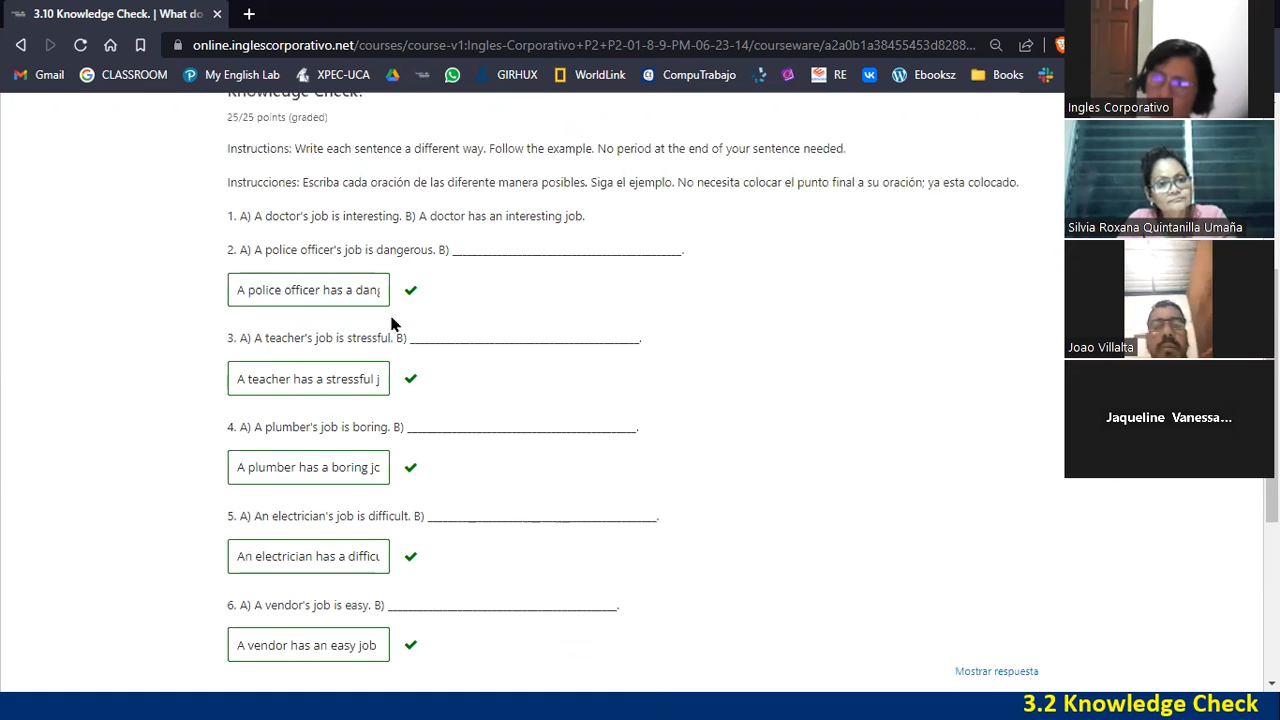 3.10 Knowledge Check. | What do
online.inglescorporativo.net/courses/course-v1:Ingles-Corporativo+P2+P2-01-8-9-PM-06-23-14/courseware/a2a0b1a38455453d8288...
Gmail CLASSROOM My English Lab XPEC-UCA GIRHUX WorldLink CompuTrabajo RE Ebooksz Books
Knowledge Check.
25/25 points (graded)
Instructions: Write each sentence a different way. Follow the example. No period at the end of your sentence needed.
Instrucciones: Escriba cada oración de las diferente manera posibles. Siga el ejemplo. No necesita colocar el punto final a su oración; ya esta colocado.
1. A) A doctor's job is interesting. B) A doctor has an interesting job.
2. A) A police officer's job is dangerous. B) ______________________________________.
A police officer has a dang
3. A) A teacher's job is stressful. B) ______________________________________.
A teacher has a stressful j
4. A) A plumber's job is boring. B) ______________________________________.
A plumber has a boring jo
5. A) An electrician's job is difficult. B) ______________________________________.
An electrician has a difficu
6. A) A vendor's job is easy. B) ______________________________________.
A vendor has an easy job
Mostrar respuesta
Ingles Corporativo
Silvia Roxana Quintanilla Umaña
Joao Villalta
Jaqueline Vanessa...
3.2 Knowledge Check